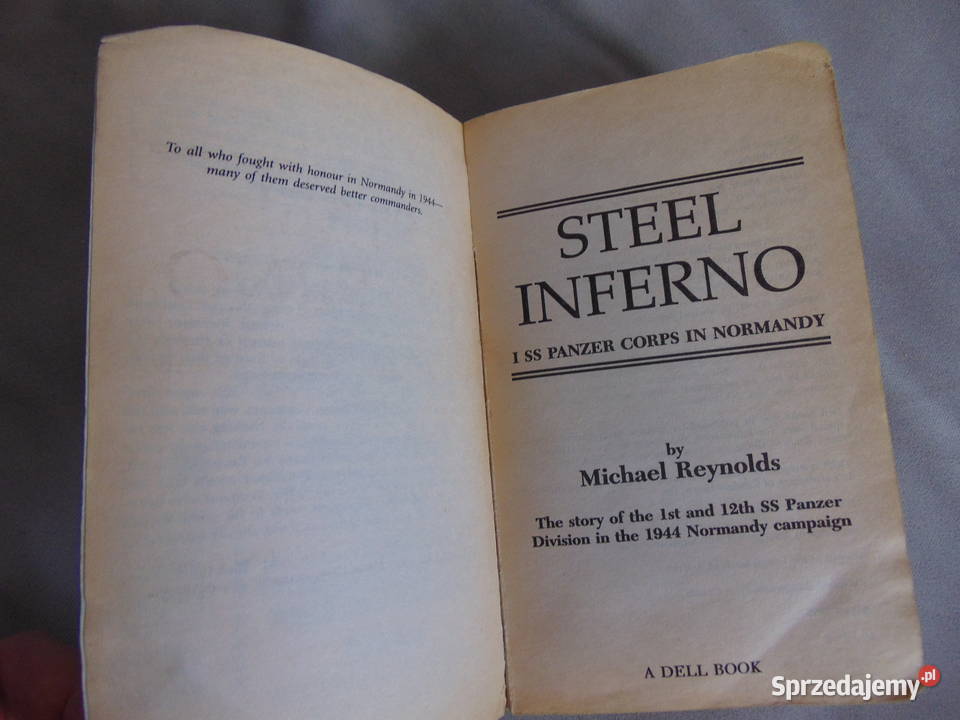 To all who fought with honour in Normandy in 1944—
many of them deserved better commanders.
STEEL
INFERNO
I SS PANZER CORPS IN NORMANDY
by
Michael Reynolds
The story of the 1st and 12th SS Panzer
Division in the 1944 Normandy campaign
A DELL BOOK
Sprzedajemy.pl